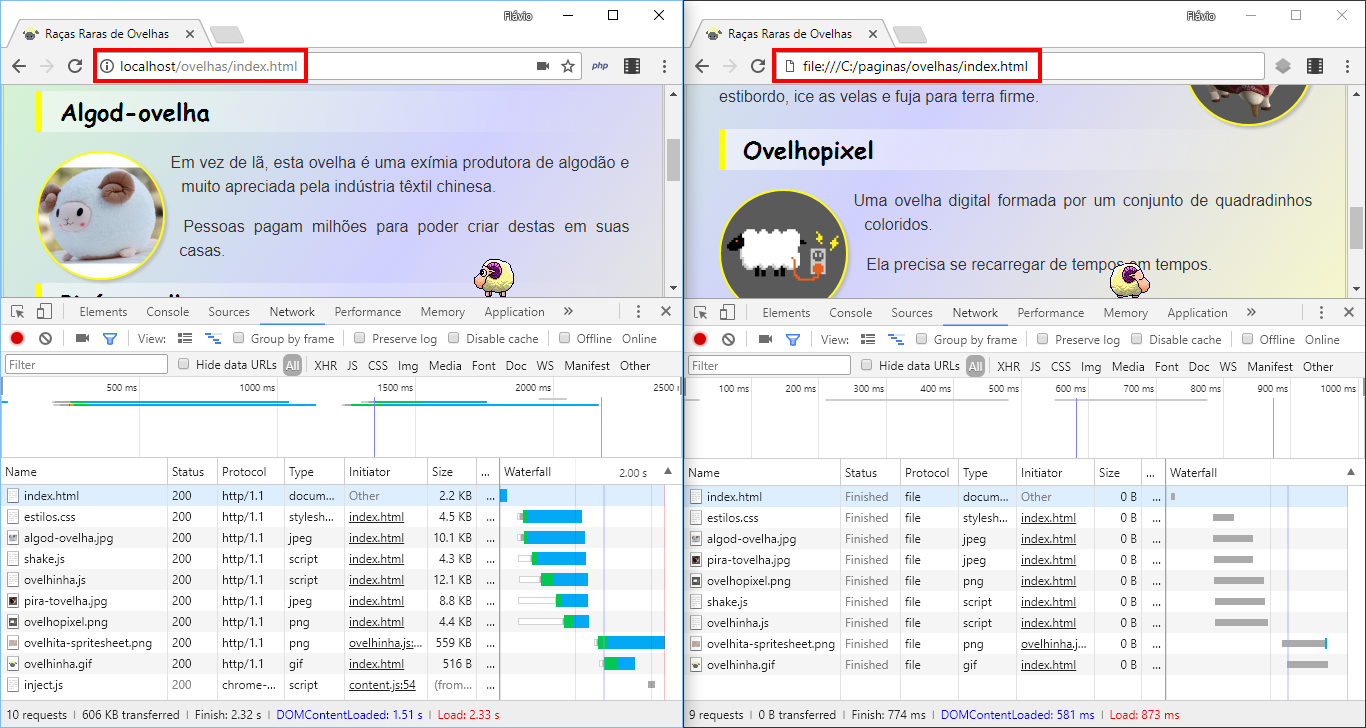 Flávio
Raças Raras de Ovelhas
localhost/ovelhas/index.html
php
Algod-ovelha
Em vez de lã, esta ovelha é uma exímia produtora de algodão e
muito apreciada pela indústria têxtil chinesa.
Pessoas pagam milhões para poder criar destas em suas
casas.
Elements Console Sources Network Performance Memory Application »
View: Group by frame Preserve log Disable cache Offline Online
Filter Hide data URLs All XHR JS CSS Img Media Font Doc WS Manifest Other
500 ms 1000 ms 1500 ms 2000 ms 2500 
Name Status Protocol Type Initiator Size ... Waterfall 2.00 s
index.html 200 http/1.1 docum... Other 2.2 KB ...
estilos.css 200 http/1.1 stylesh... index.html 4.5 KB ...
algod-ovelha.jpg 200 http/1.1 jpeg index.html 10.1 KB ...
shake.js 200 http/1.1 script index.html 4.3 KB ...
ovelhinha.js 200 http/1.1 script index.html 12.1 KB ...
pira-tovelha.jpg 200 http/1.1 jpeg index.html 8.8 KB ...
ovelhopixel.png 200 http/1.1 png index.html 4.4 KB ...
ovelhita-spritesheet.png 200 http/1.1 png ovelhinha.js:... 559 KB ...
ovelhinha.gif 200 http/1.1 gif index.html 516 B ...
inject.js 200 chrome-... script content.js:54 (from... ...
10 requests | 606 KB transferred | Finish: 2.32 s | DOMContentLoaded: 1.51 s | Load: 2.33 s
Flávio
Raças Raras de Ovelhas
file:///C:/paginas/ovelhas/index.html
estibordo, ice as velas e fuja para terra firme.
Ovelhopixel
Uma ovelha digital formada por um conjunto de quadradinhos
coloridos.
Ela precisa se recarregar de tempos em tempos.
Elements Console Sources Network Performance Memory Application »
View: Group by frame Preserve log Disable cache Offline Online
Filter Hide data URLs All XHR JS CSS Img Media Font Doc WS Manifest Other
100 ms 200 ms 300 ms 400 ms 500 ms 600 ms 700 ms 800 ms 900 ms 1000 ms
Name Status Protocol Type Initiator Size ... Waterfall
index.html Finished file docum... Other 0 B ...
estilos.css Finished file stylesh... index.html 0 B ...
algod-ovelha.jpg Finished file jpeg index.html 0 B ...
pira-tovelha.jpg Finished file jpeg index.html 0 B ...
ovelhopixel.png Finished file png index.html 0 B ...
shake.js Finished file script index.html 0 B ...
ovelhinha.js Finished file script index.html 0 B ...
ovelhita-spritesheet.png Finished file png ovelhinha.j... 0 B ...
ovelhinha.gif Finished file gif index.html 0 B ...
9 requests | 0 B transferred | Finish: 774 ms | DOMContentLoaded: 581 ms | Load: 873 ms